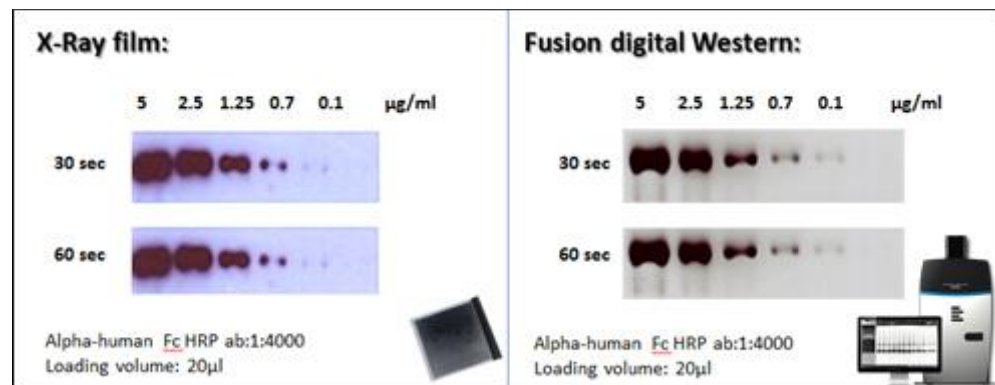 X-Ray film:
5 2.5 1.25 0.7 0.1 µg/ml
30 sec
60 sec
Alpha-human Fc HRP ab:1:4000
Loading volume: 20µl
Fusion digital Western:
5 2.5 1.25 0.7 0.1 µg/ml
30 sec
60 sec
Alpha-human Fc HRP ab:1:4000
Loading volume: 20µl